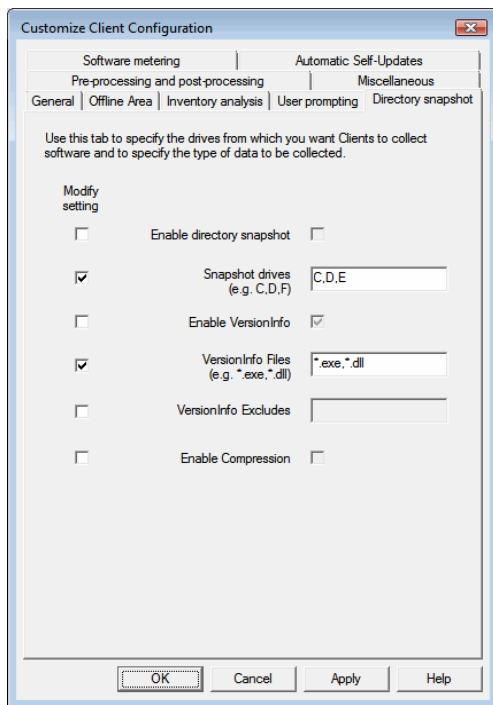 Customize Client Configuration
Software metering Automatic Self-Updates
Pre-processing and post-processing Miscellaneous
General Offline Area Inventory analysis User prompting Directory snapshot
Use this tab to specify the drives from which you want Clients to collect
software and to specify the type of data to be collected.
Modify
setting
Enable directory snapshot
Snapshot drives
(e.g. C,D,F)
C,D,E
Enable VersionInfo
VersionInfo Files
(e.g. *.exe,*.dll)
*.exe,*.dll
VersionInfo Excludes
Enable Compression
OK Cancel Apply Help